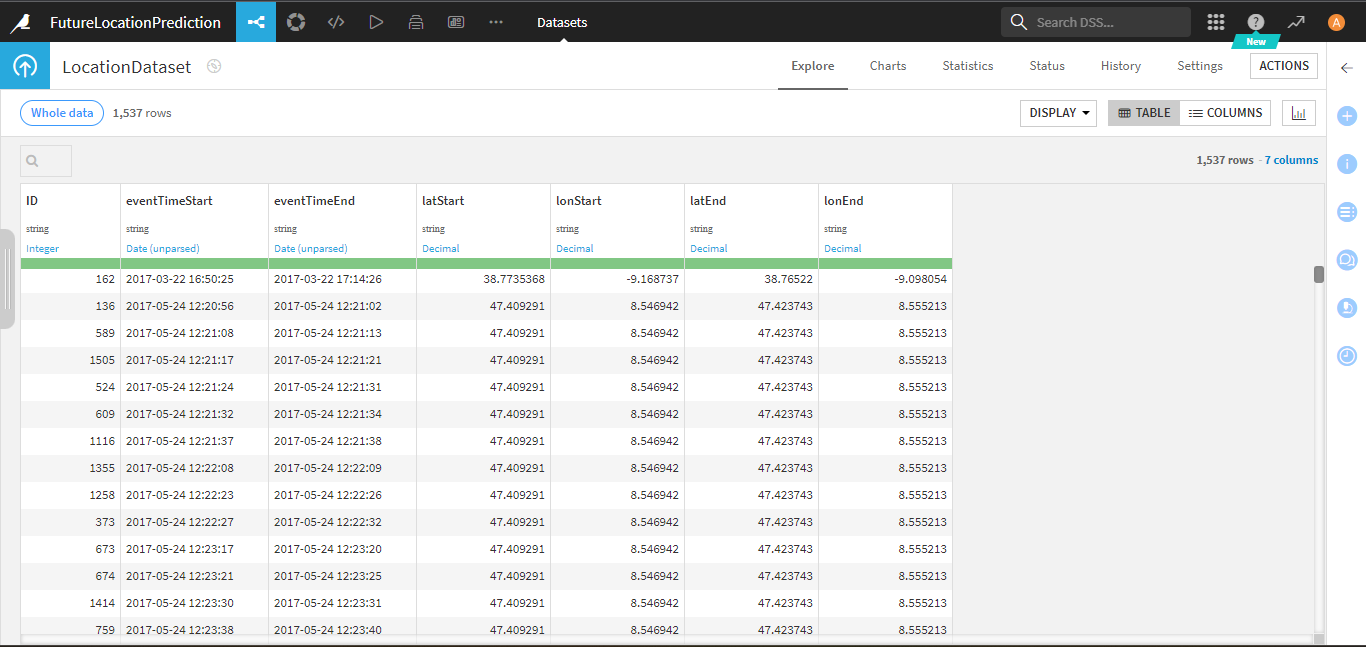 FutureLocationPrediction Datasets Search DSS... ? A
New
LocationDataset Explore Charts Statistics Status History Settings ACTIONS
Whole data 1,537 rows DISPLAY TABLE COLUMNS
1,537 rows - 7 columns
ID eventTimeStart eventTimeEnd latStart lonStart latEnd lonEnd
string string string string string string string
Integer Date (unparsed) Date (unparsed) Decimal Decimal Decimal Decimal
162 2017-03-22 16:50:25 2017-03-22 17:14:26 38.7735368 -9.168737 38.76522 -9.098054
136 2017-05-24 12:20:56 2017-05-24 12:21:02 47.409291 8.546942 47.423743 8.555213
589 2017-05-24 12:21:08 2017-05-24 12:21:13 47.409291 8.546942 47.423743 8.555213
1505 2017-05-24 12:21:17 2017-05-24 12:21:21 47.409291 8.546942 47.423743 8.555213
524 2017-05-24 12:21:24 2017-05-24 12:21:31 47.409291 8.546942 47.423743 8.555213
609 2017-05-24 12:21:32 2017-05-24 12:21:34 47.409291 8.546942 47.423743 8.555213
1116 2017-05-24 12:21:37 2017-05-24 12:21:38 47.409291 8.546942 47.423743 8.555213
1355 2017-05-24 12:22:08 2017-05-24 12:22:09 47.409291 8.546942 47.423743 8.555213
1258 2017-05-24 12:22:23 2017-05-24 12:22:26 47.409291 8.546942 47.423743 8.555213
373 2017-05-24 12:22:27 2017-05-24 12:22:32 47.409291 8.546942 47.423743 8.555213
673 2017-05-24 12:23:17 2017-05-24 12:23:20 47.409291 8.546942 47.423743 8.555213
674 2017-05-24 12:23:21 2017-05-24 12:23:25 47.409291 8.546942 47.423743 8.555213
1414 2017-05-24 12:23:30 2017-05-24 12:23:31 47.409291 8.546942 47.423743 8.555213
759 2017-05-24 12:23:38 2017-05-24 12:23:40 47.409291 8.546942 47.423743 8.555213